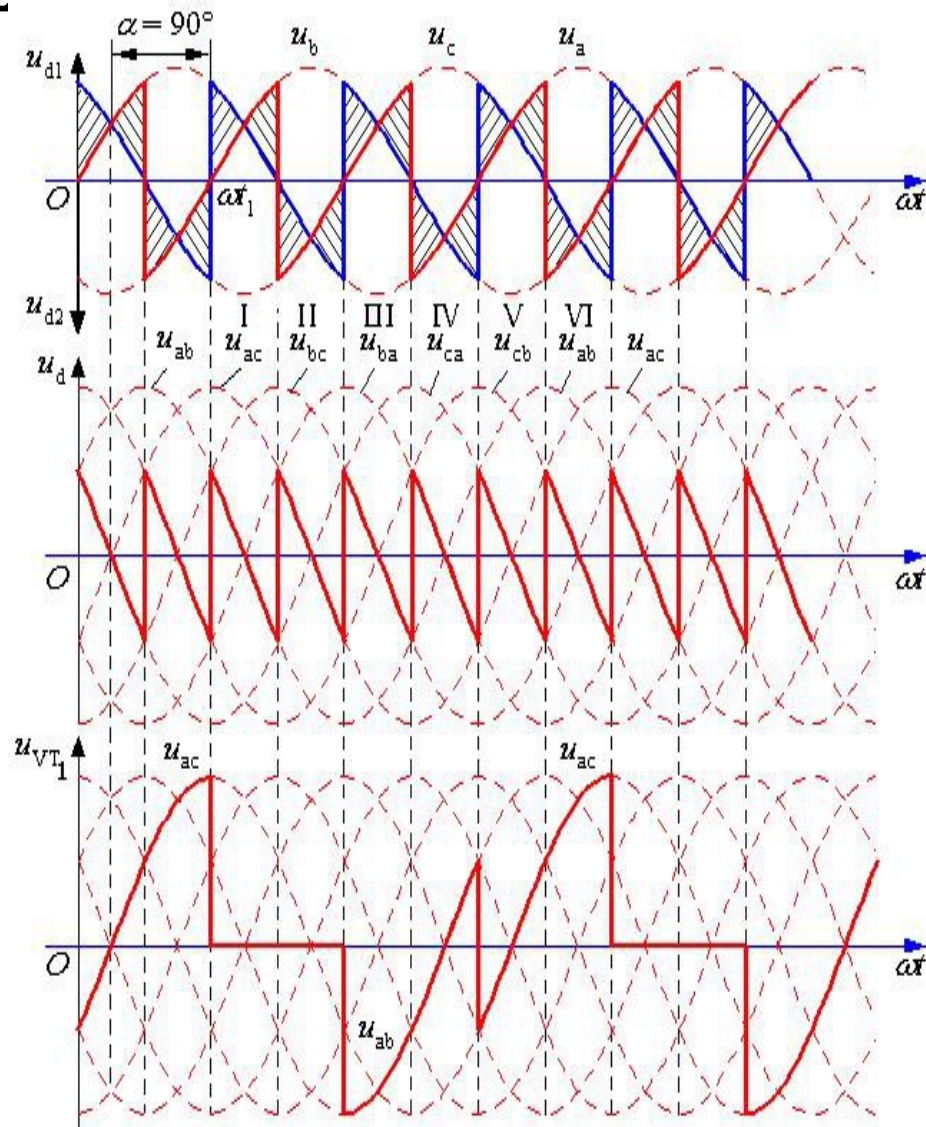 α = 90°
u_b u_c u_a
u_d1
O ωt_1 ωt
u_d2
I II III IV V VI
u_ab u_ac u_bc u_ba u_ca u_cb u_ab u_ac
u_d
O ωt
u_VT1
u_ac u_ac
O ωt
u_ab